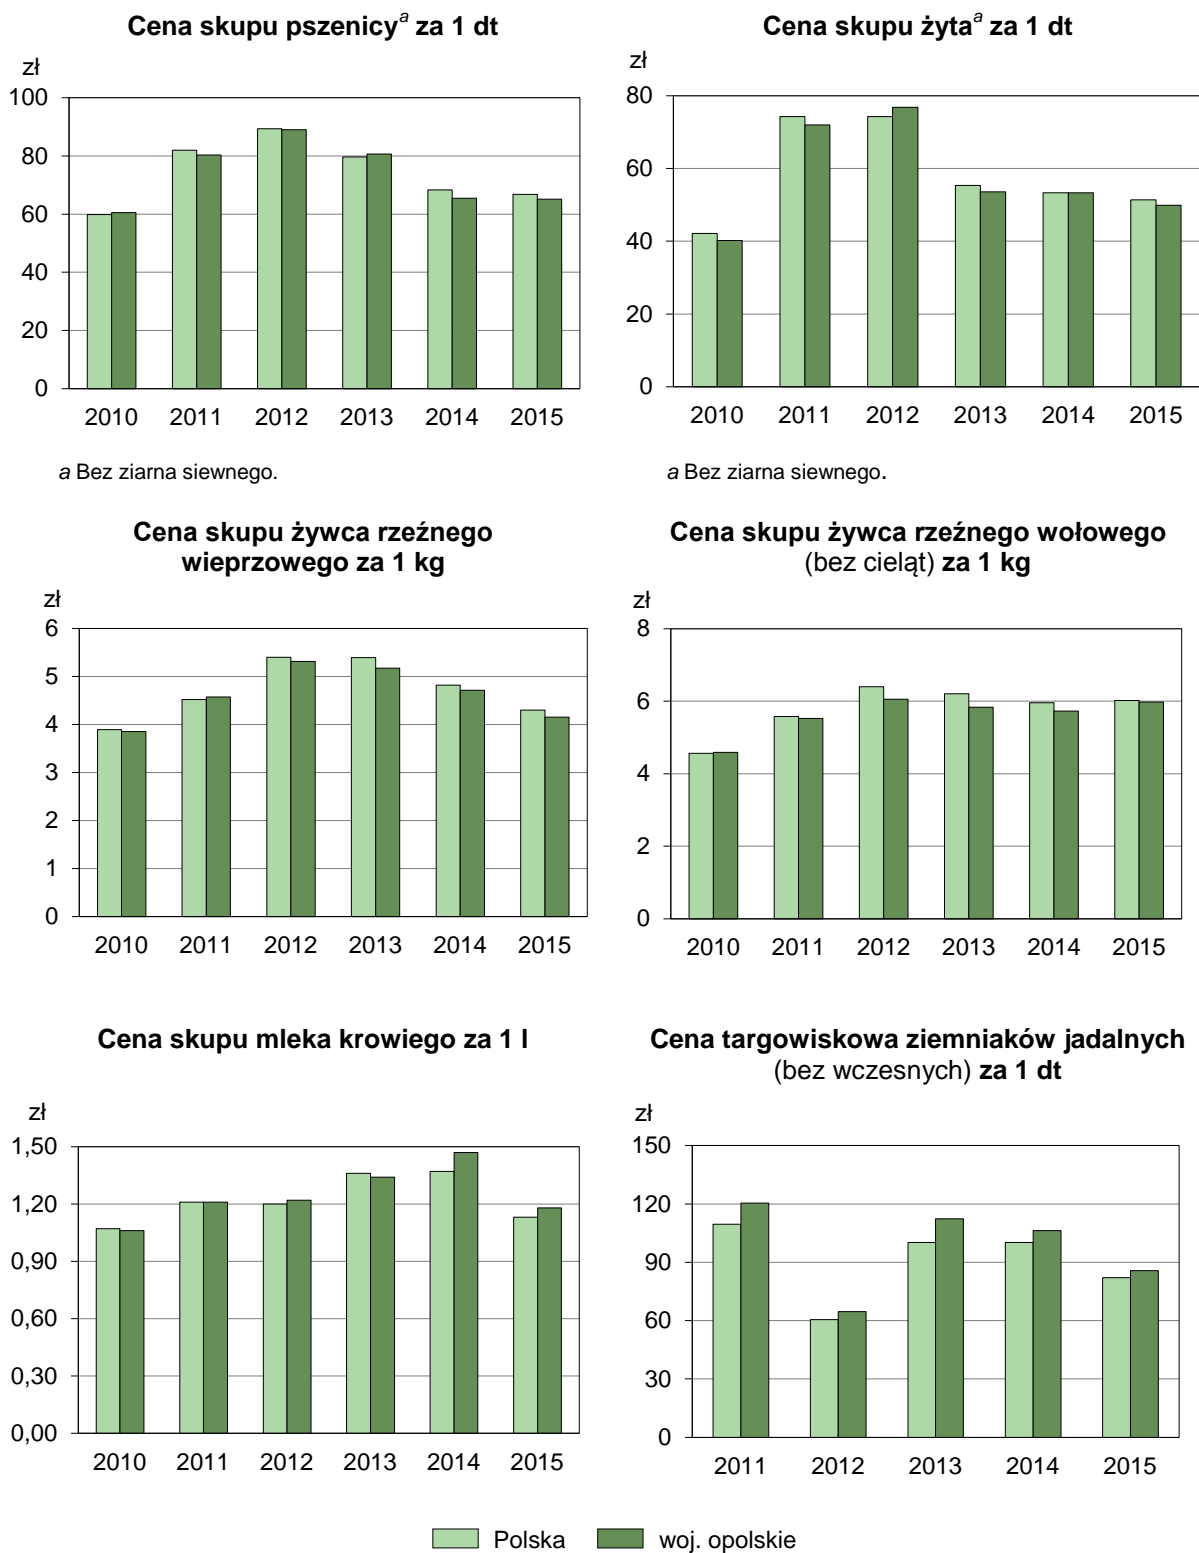 Cena skupu pszenicy^a za 1 dt
zł
100
80
60
40
20
0
2010 2011 2012 2013 2014 2015
a Bez ziarna siewnego.
Cena skupu żyta^a za 1 dt
zł
80
60
40
20
0
2010 2011 2012 2013 2014 2015
a Bez ziarna siewnego.
Cena skupu żywca rzeźnego
wieprzowego za 1 kg
zł
6
5
4
3
2
1
0
2010 2011 2012 2013 2014 2015
Cena skupu żywca rzeźnego wołowego
(bez cieląt) za 1 kg
zł
8
6
4
2
0
2010 2011 2012 2013 2014 2015
Cena skupu mleka krowiego za 1 l
zł
1,50
1,20
0,90
0,60
0,30
0,00
2010 2011 2012 2013 2014 2015
Cena targowiskowa ziemniaków jadalnych
(bez wczesnych) za 1 dt
zł
150
120
90
60
30
0
2011 2012 2013 2014 2015
Polska woj. opolskie